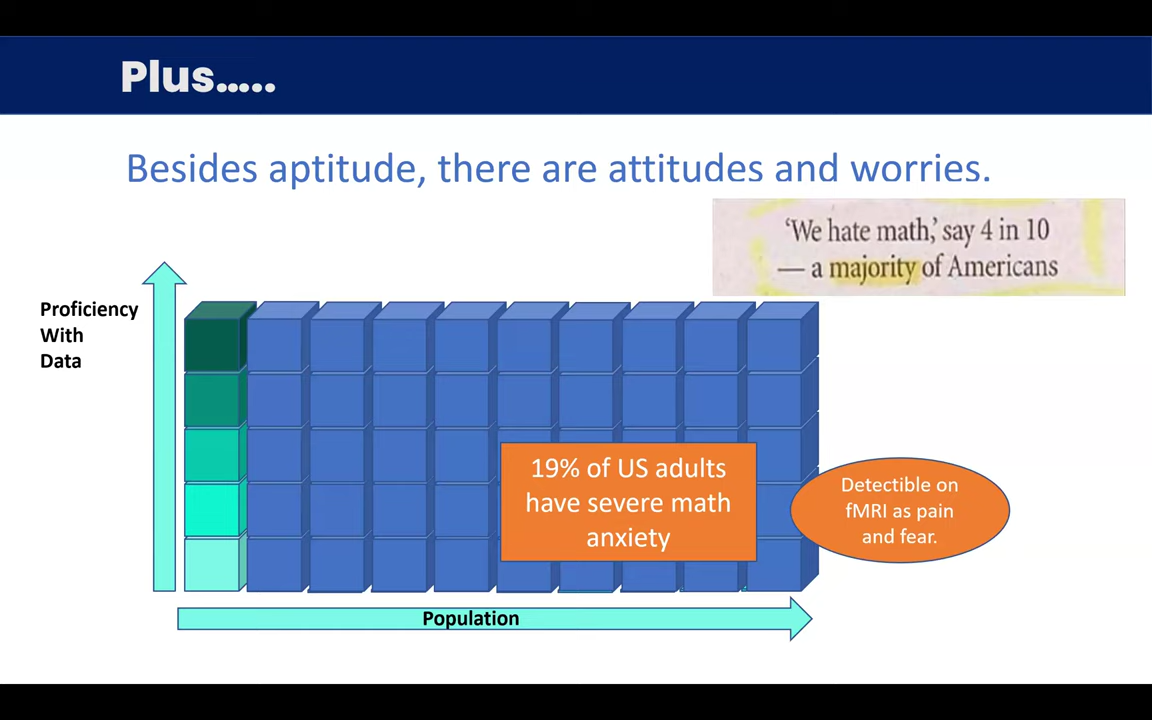 Plus.....
Besides aptitude, there are attitudes and worries.
‘We hate math,’ say 4 in 10
— a majority of Americans
Proficiency
With
Data
19% of US adults
have severe math
anxiety
Detectible on
fMRI as pain
and fear.
Population